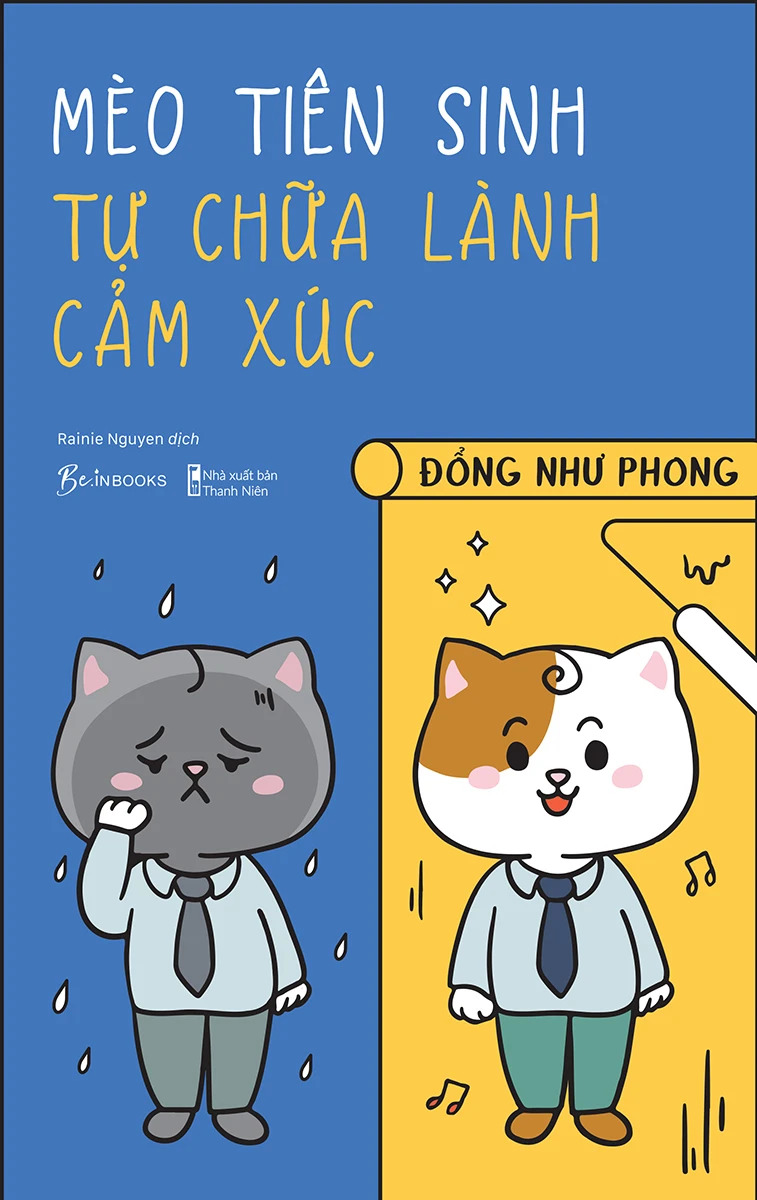 MÈO TIÊN SINH
TỰ CHỮA LÀNH
CẢM XÚC
Rainie Nguyen dịch
Be.inBOOKS
Nhà xuất bản
Thanh Niên
ĐỔNG NHƯ PHONG